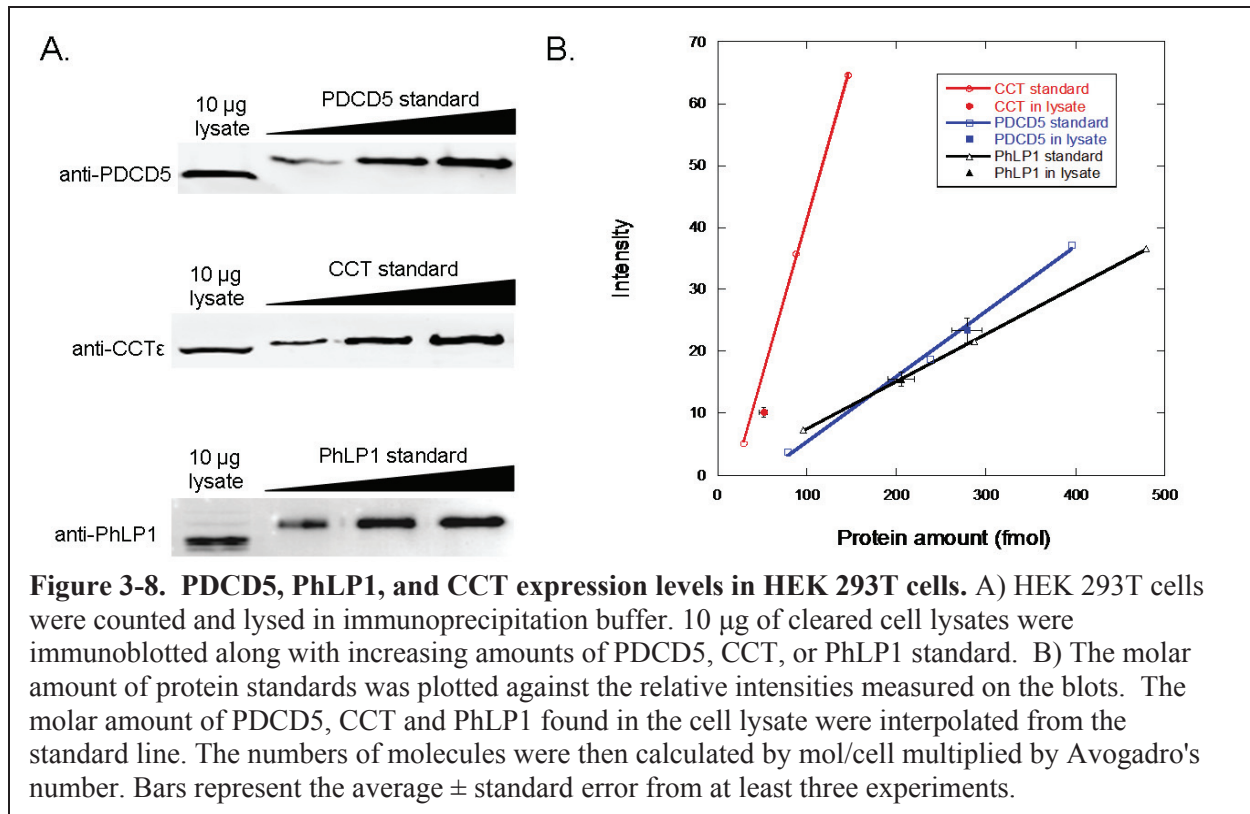 A.
10 µg
lysate
PDCD5 standard
anti-PDCD5
10 µg
lysate
CCT standard
anti-CCTε
10 µg
lysate
PhLP1 standard
anti-PhLP1
B.
70
60
50
40
30
20
10
0
Intensity
CCT standard
CCT in lysate
PDCD5 standard
PDCD5 in lysate
PhLP1 standard
PhLP1 in lysate
0 100 200 300 400 500
Protein amount (fmol)
Figure 3-8. PDCD5, PhLP1, and CCT expression levels in HEK 293T cells. A) HEK 293T cells
were counted and lysed in immunoprecipitation buffer. 10 µg of cleared cell lysates were
immunoblotted along with increasing amounts of PDCD5, CCT, or PhLP1 standard. B) The molar
amount of protein standards was plotted against the relative intensities measured on the blots. The
molar amount of PDCD5, CCT and PhLP1 found in the cell lysate were interpolated from the
standard line. The numbers of molecules were then calculated by mol/cell multiplied by Avogadro's
number. Bars represent the average ± standard error from at least three experiments.